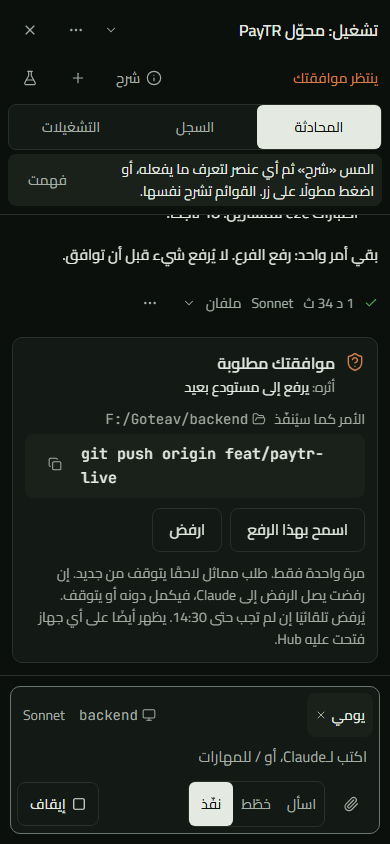 تشغيل: محوّل PayTR
ينتظر موافقتك
شرح
المحادثة
السجل
التشغيلات
المس «شرح» ثم أي عنصر لتعرف ما يفعله، أو
اضغط مطولًا على زر. القوائم تشرح نفسها.
فهمت
بقي أمر واحد: رفع الفرع. لا يُرفع شيء قبل أن توافق.
1 د 34 ث
Sonnet
ملفان
موافقتك مطلوبة
أثره: يرفع إلى مستودع بعيد
الأمر كما سيُنفّذ
F:/Goteav/backend
git push origin feat/paytr-
live
اسمح بهذا الرفع
ارفض
مرة واحدة فقط. طلب مماثل لاحقًا يتوقف من جديد. إن
رفضت يصل الرفض إلى Claude، فيكمل دونه أو يتوقف.
يُرفض تلقائيًا إن لم تجب حتى 14:30. يظهر أيضًا على أي جهاز
فتحت عليه Hub.
يومي
backend
Sonnet
اكتب لـClaude، أو / للمهارات
اسأل
خطّط
نفّذ
إيقاف